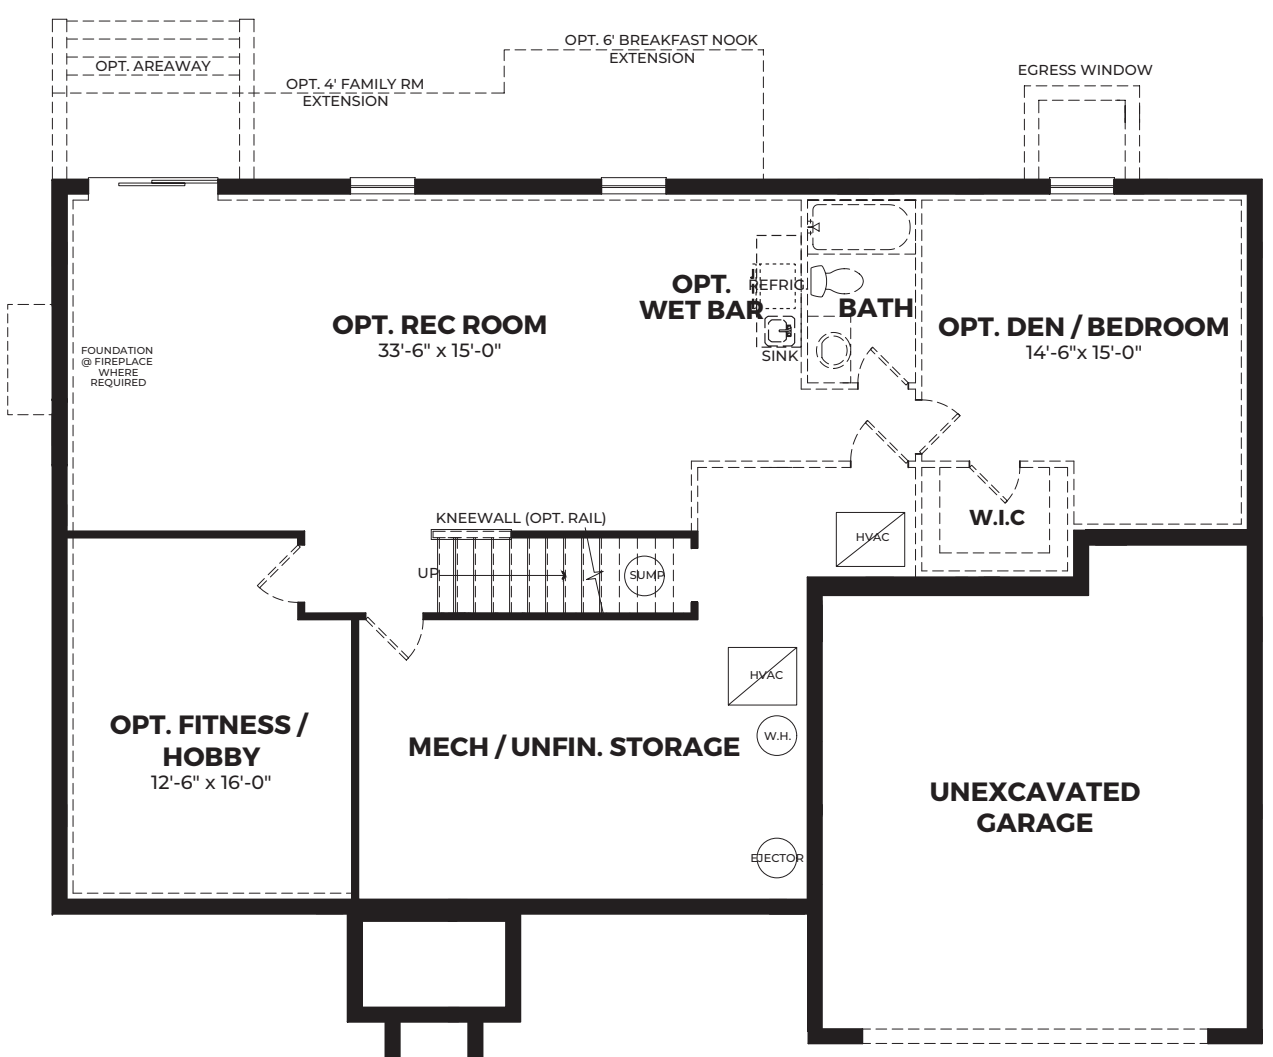 OPT. 6' BREAKFAST NOOK
EXTENSION
OPT. AREAWAY
OPT. 4' FAMILY RM
EXTENSION
EGRESS WINDOW
OPT. REC ROOM
33'-6" x 15'-0"
FOUNDATION
@ FIREPLACE
WHERE
REQUIRED
OPT.
WET BAR
REFRIG.
SINK
BATH
OPT. DEN / BEDROOM
14'-6"x 15'-0"
W.I.C
HVAC
KNEEWALL (OPT. RAIL)
UP
SUMP
OPT. FITNESS /
HOBBY
12'-6" x 16'-0"
MECH / UNFIN. STORAGE
HVAC
W.H.
EJECTOR
UNEXCAVATED
GARAGE